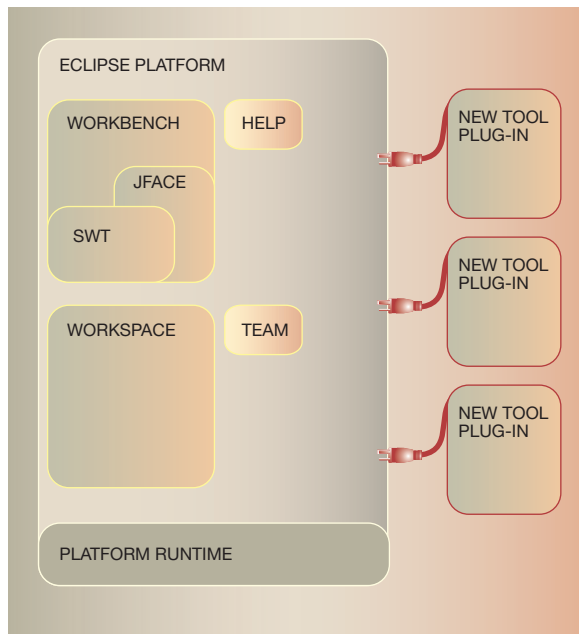 ECLIPSE PLATFORM
WORKBENCH
HELP
JFACE
SWT
WORKSPACE
TEAM
PLATFORM RUNTIME
NEW TOOL
PLUG-IN
NEW TOOL
PLUG-IN
NEW TOOL
PLUG-IN